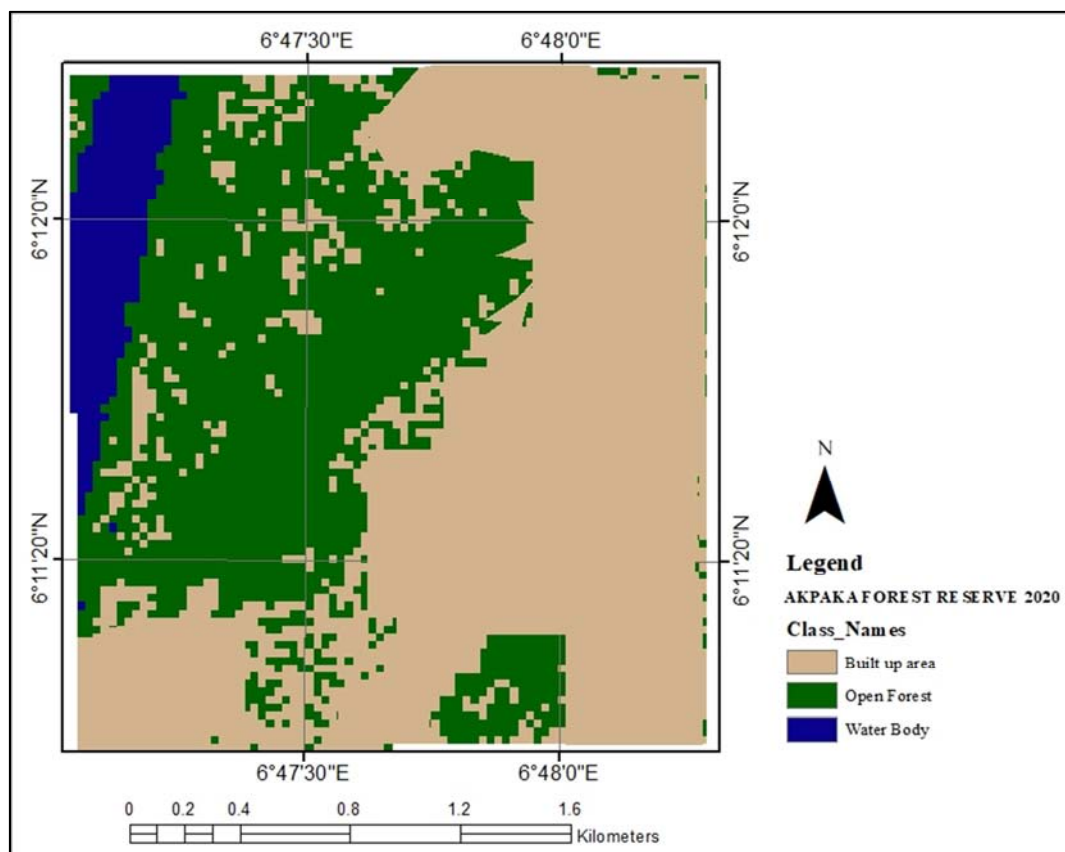 6°47'30"E 6°48'0"E
6°12'0"N 6°12'0"N
6°11'20"N 6°11'20"N
N
Legend
AKPAKA FOREST RESERVE 2020
Class_Names
Built up area
Open Forest
Water Body
6°47'30"E 6°48'0"E
0 0.2 0.4 0.8 1.2 1.6
Kilometers